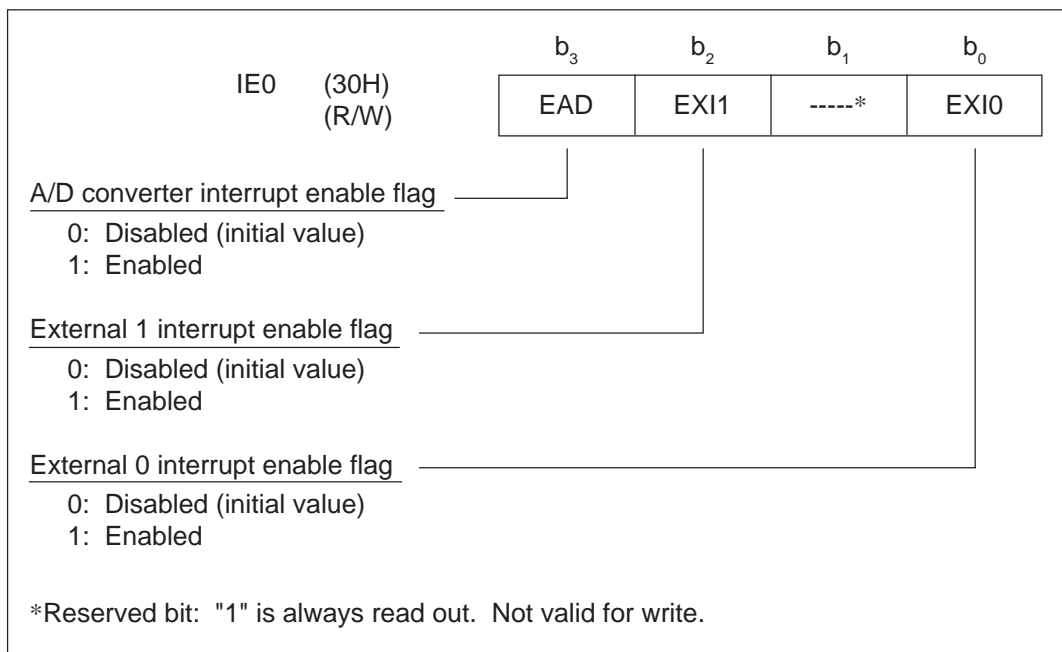 b3 b2 b1 b0
IE0 (30H)
(R/W)
EAD EXI1 -----* EXI0
A/D converter interrupt enable flag
0: Disabled (initial value)
1: Enabled
External 1 interrupt enable flag
0: Disabled (initial value)
1: Enabled
External 0 interrupt enable flag
0: Disabled (initial value)
1: Enabled
*Reserved bit: "1" is always read out. Not valid for write.